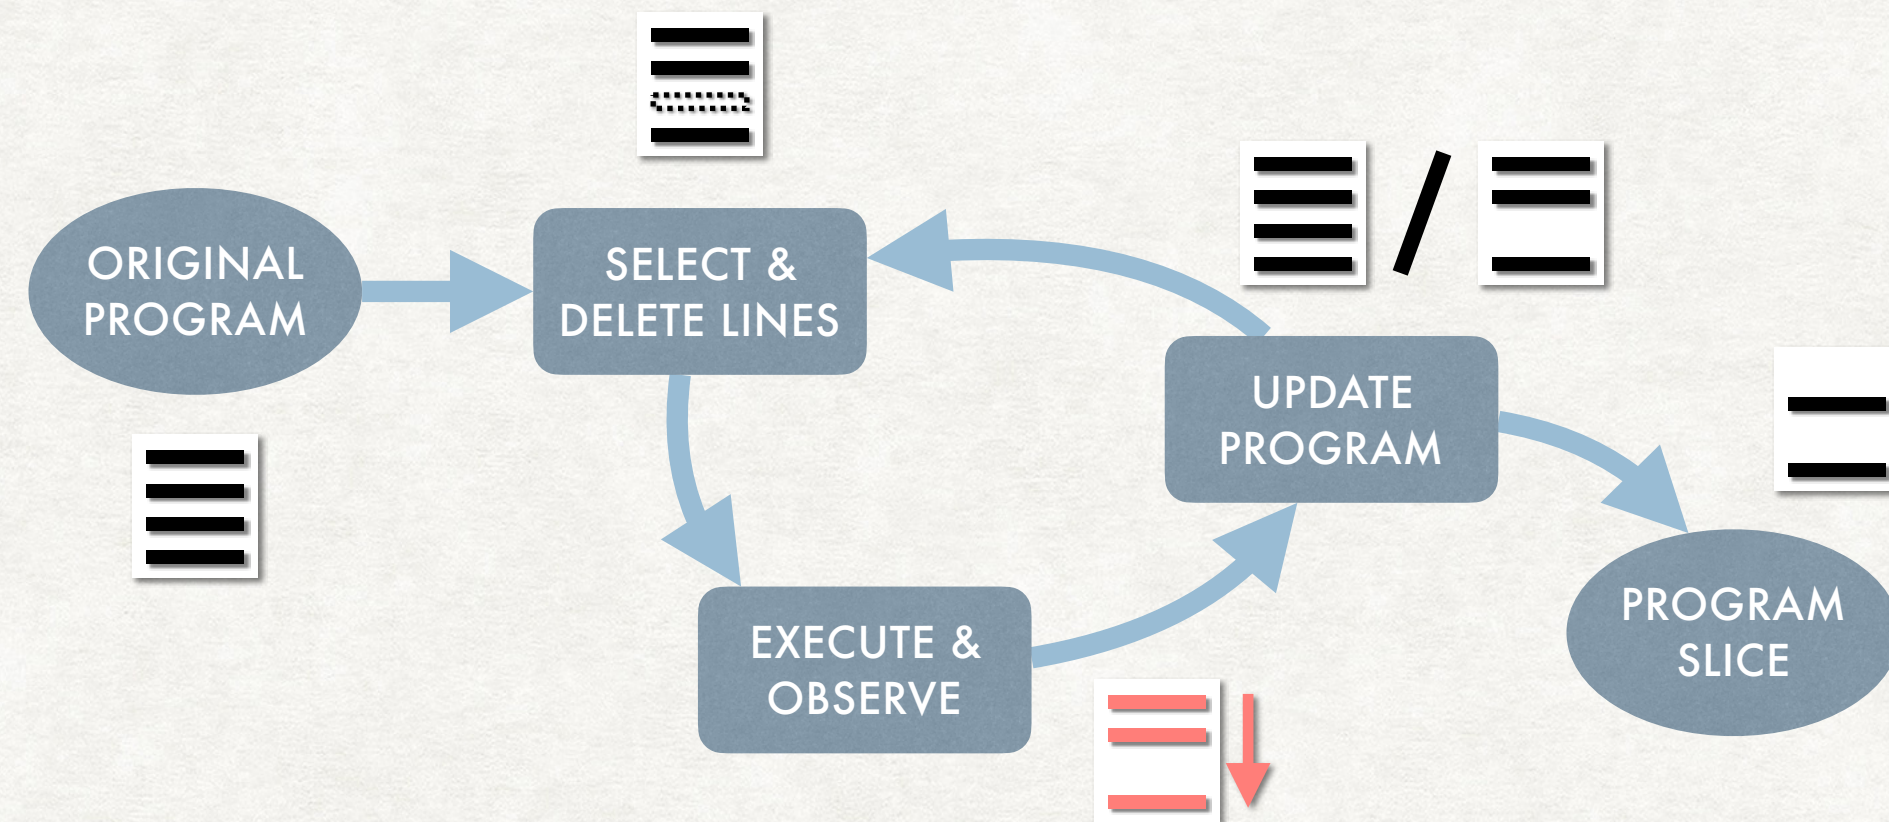 ORIGINAL
PROGRAM
SELECT &
DELETE LINES
EXECUTE &
OBSERVE
UPDATE
PROGRAM
PROGRAM
SLICE